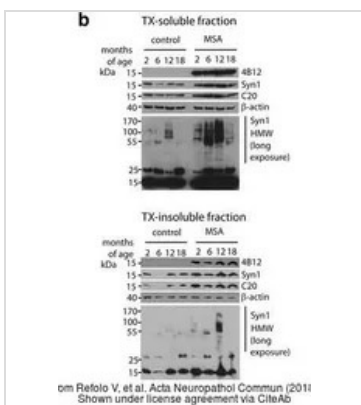 b
TX-soluble fraction
months of age
control
MSA
2 6 12 18 2 6 12 18
kDa
15 4B12
15 Syn1
15 C20
40 β-actin
170
100
55
25
15
Syn1
HMW
(long
exposure)
TX-insoluble fraction
months of age
control
MSA
2 6 12 18 2 6 12 18
kDa
15 4B12
15 Syn1
15 C20
40 β-actin
170
100
55
25
15
Syn1
HMW
(long
exposure)
om Refolo V, et al. Acta Neuropathol Commun (2018
Shown under license agreement via CiteAb